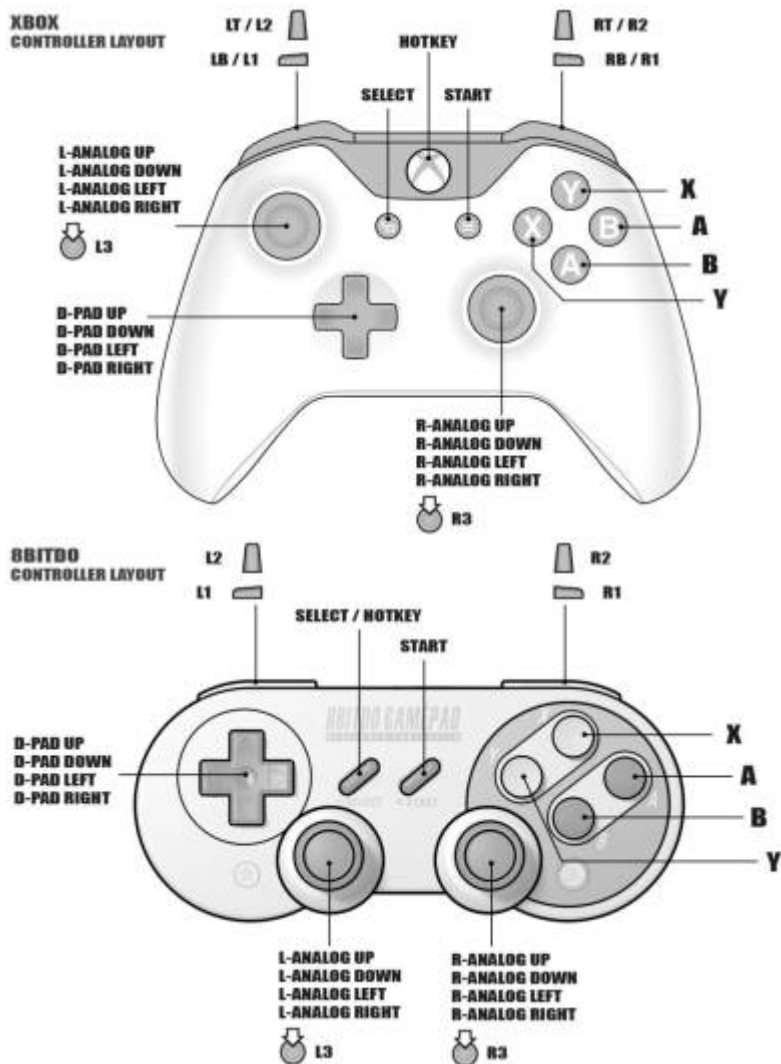 XBOX
CONTROLLER LAYOUT
LT / L2
LB / L1
HOTKEY
RT / R2
RB / R1
SELECT
START
L-ANALOG UP
L-ANALOG DOWN
L-ANALOG LEFT
L-ANALOG RIGHT
L3
Y
X
B
A
X
A
B
Y
D-PAD UP
D-PAD DOWN
D-PAD LEFT
D-PAD RIGHT
R-ANALOG UP
R-ANALOG DOWN
R-ANALOG LEFT
R-ANALOG RIGHT
R3
8BITDO
CONTROLLER LAYOUT
L2
L1
R2
R1
SELECT / HOTKEY
START
8BITDO GAMEPAD
X
A
B
Y
D-PAD UP
D-PAD DOWN
D-PAD LEFT
D-PAD RIGHT
L-ANALOG UP
L-ANALOG DOWN
L-ANALOG LEFT
L-ANALOG RIGHT
L3
R-ANALOG UP
R-ANALOG DOWN
R-ANALOG LEFT
R-ANALOG RIGHT
R3